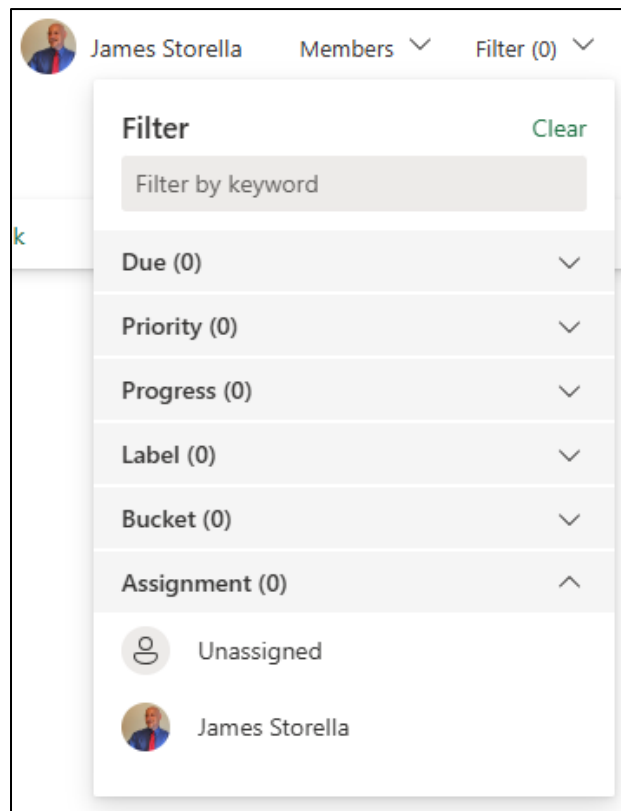 James Storella Members Filter (0)
Filter Clear
Filter by keyword
k
Due (0)
Priority (0)
Progress (0)
Label (0)
Bucket (0)
Assignment (0)
Unassigned
James Storella